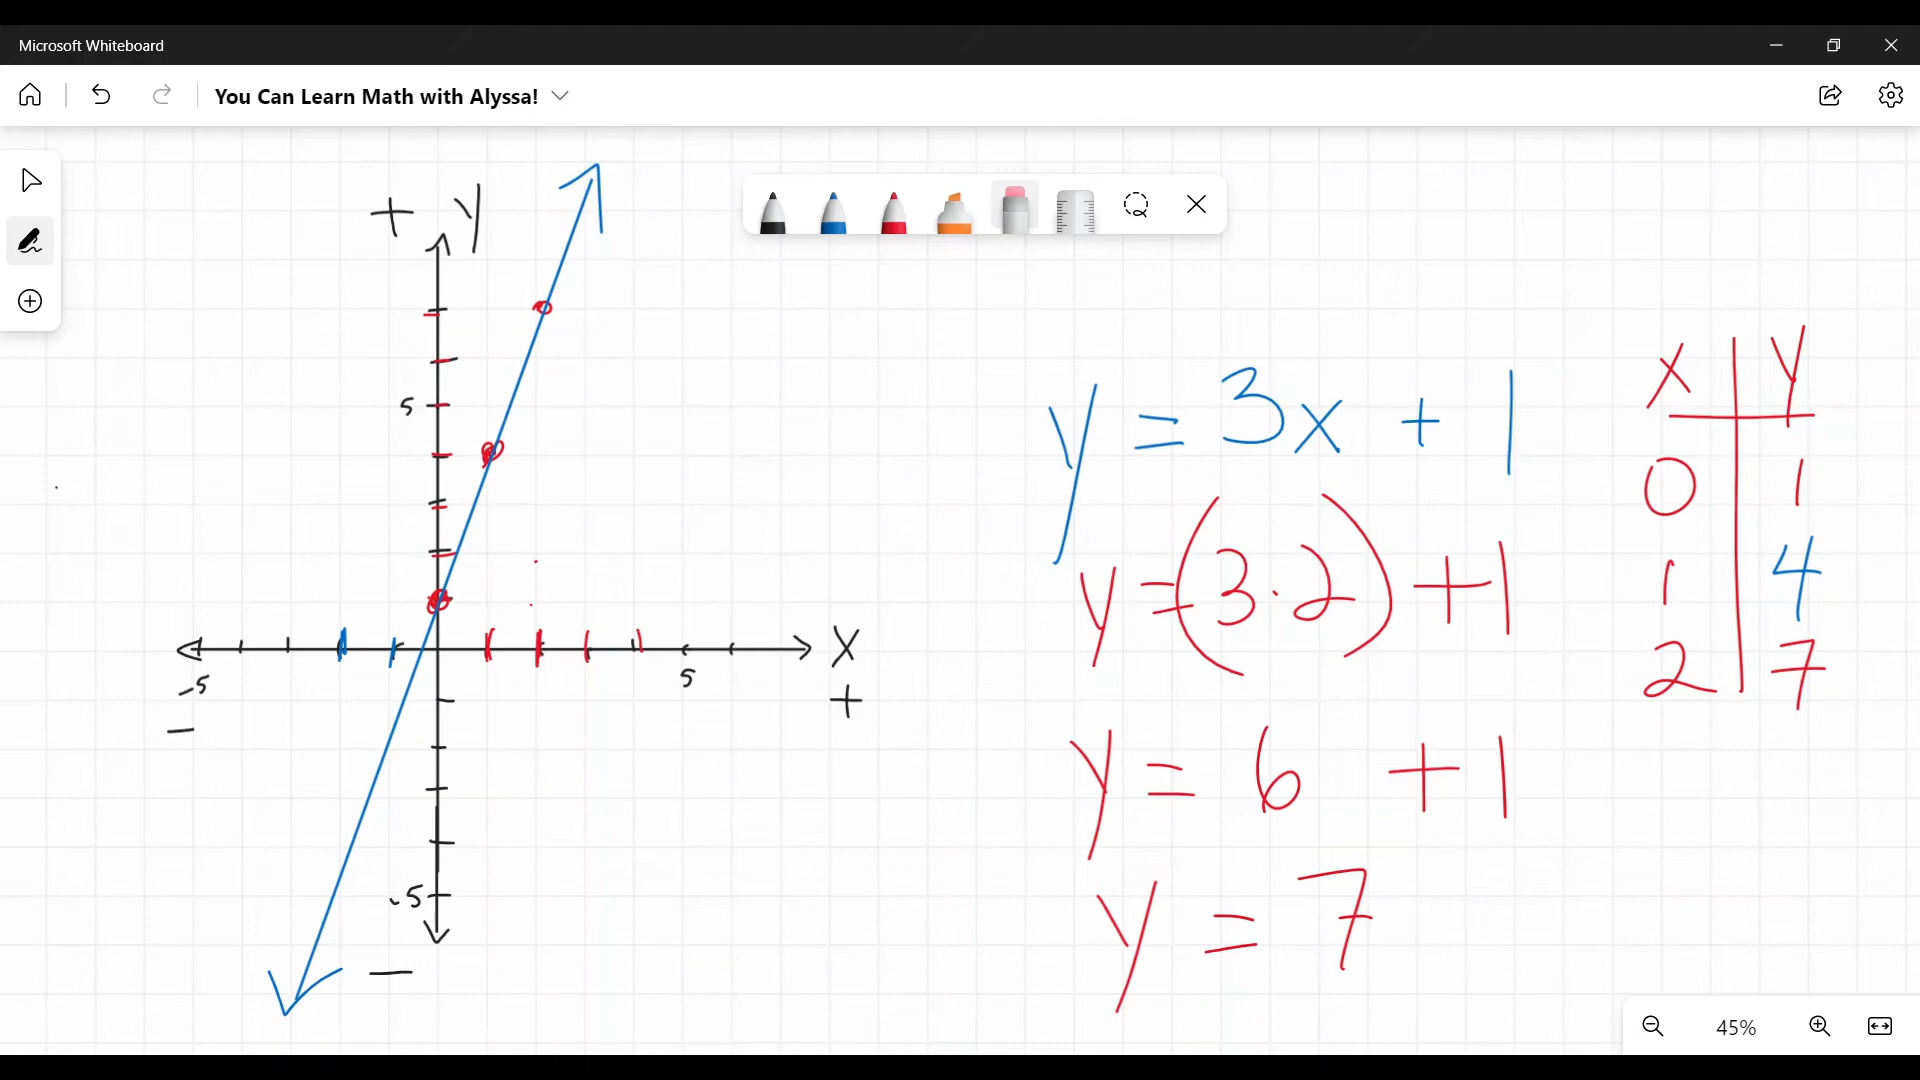 Microsoft Whiteboard
You Can Learn Math with Alyssa!
+ y
5
-5
x
5
+
-
-5
-
y = 3x + 1
y = (3·2) + 1
y = 6 + 1
y = 7
x | y
0 | 1
1 | 4
2 | 7
45%